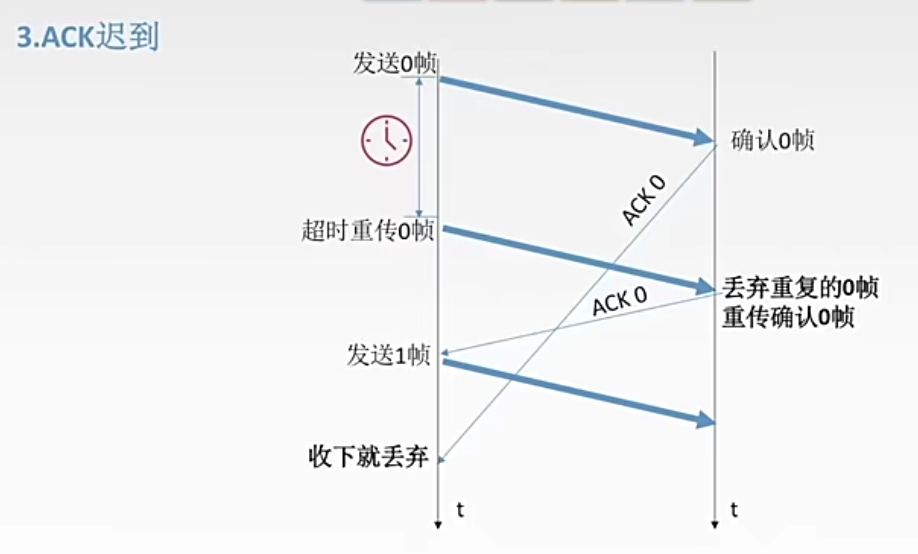 3.ACK迟到
发送0帧
确认0帧
ACK 0
超时重传0帧
丢弃重复的0帧
重传确认0帧
ACK 0
发送1帧
收下就丢弃
t
t